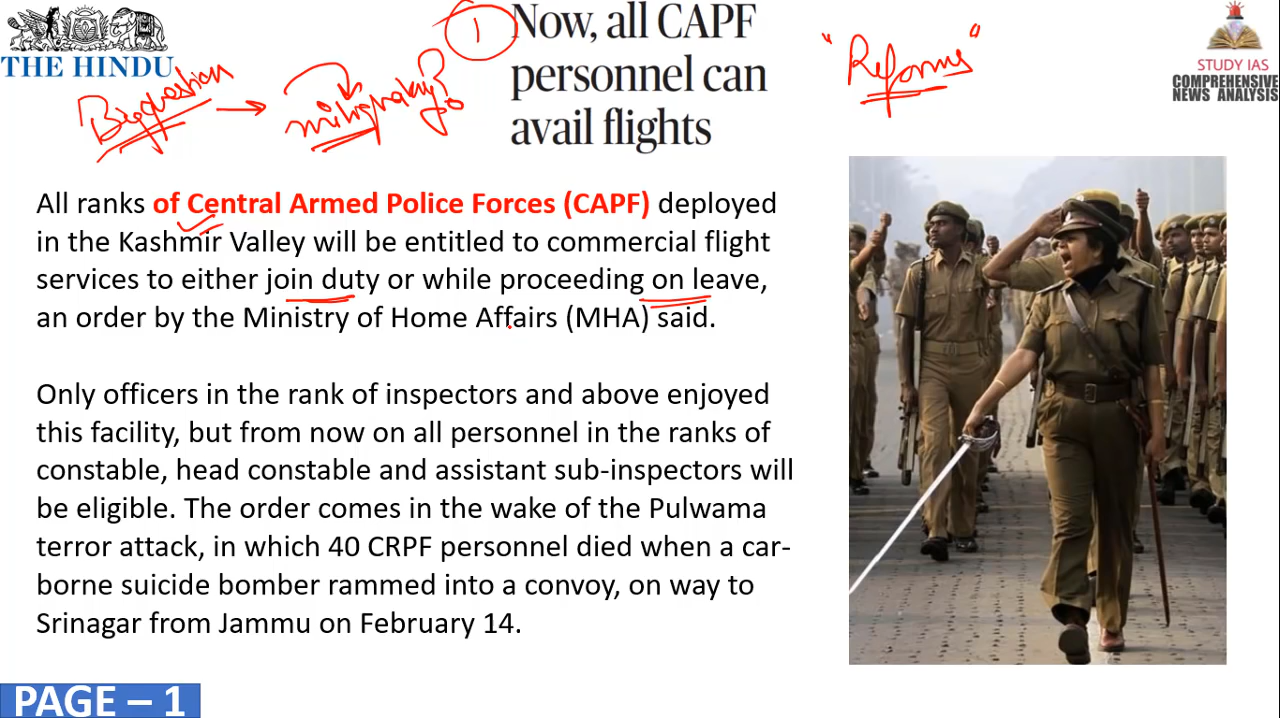 THE HINDU
1
Now, all CAPF
personnel can
avail flights
"Reforms"
STUDY IAS
COMPREHENSIVE
NEWS ANALYSIS
Big question →
All ranks of Central Armed Police Forces (CAPF) deployed
in the Kashmir Valley will be entitled to commercial flight
services to either join duty or while proceeding on leave,
an order by the Ministry of Home Affairs (MHA) said.
Only officers in the rank of inspectors and above enjoyed
this facility, but from now on all personnel in the ranks of
constable, head constable and assistant sub-inspectors will
be eligible. The order comes in the wake of the Pulwama
terror attack, in which 40 CRPF personnel died when a car-
borne suicide bomber rammed into a convoy, on way to
Srinagar from Jammu on February 14.
PAGE – 1